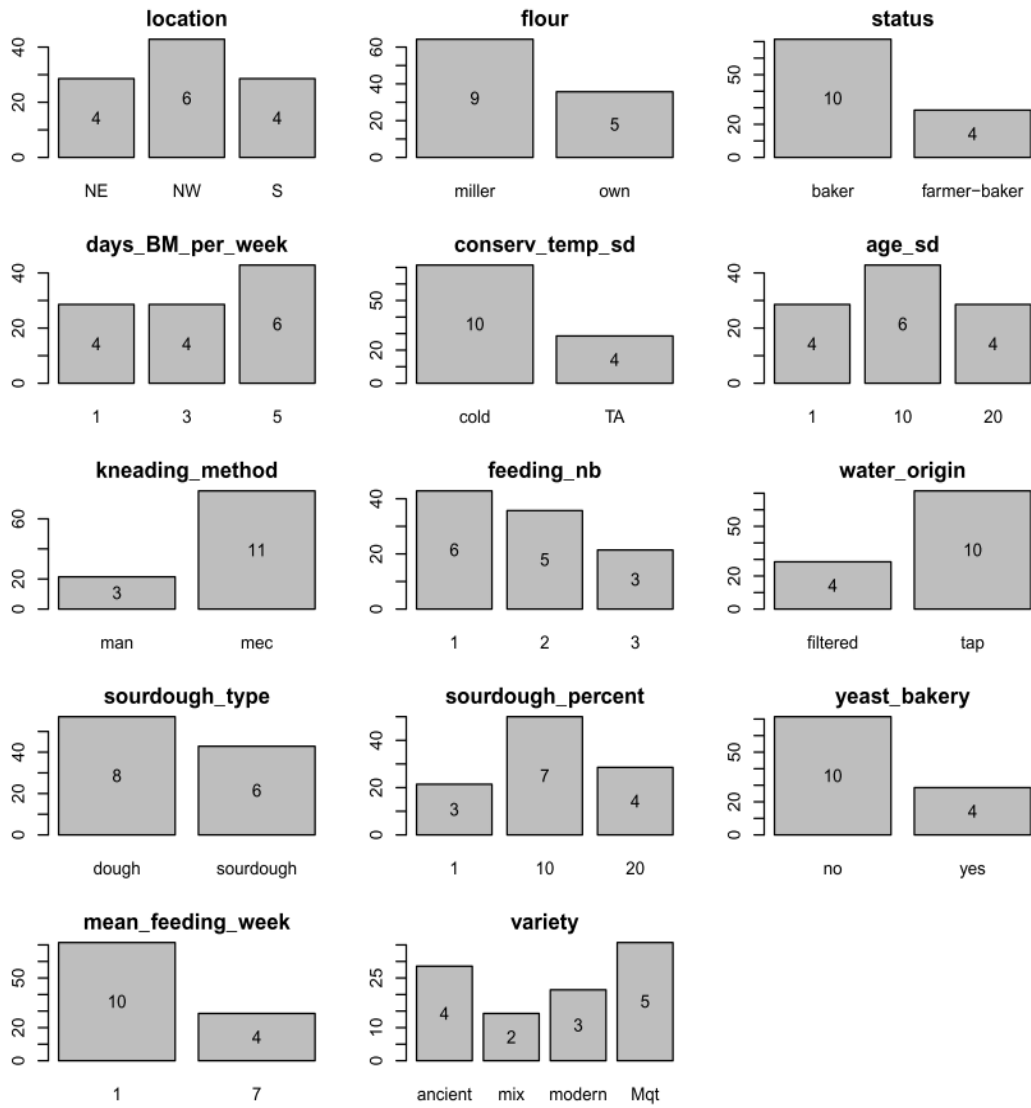 location flour status
40 20 0 4 6 4 60 40 20 0 9 5 50 20 0 10 4
NE NW S miller own baker farmer−baker
days_BM_per_week conserv_temp_sd age_sd
40 20 0 4 4 6 50 20 0 10 4 40 20 0 4 6 4
1 3 5 cold TA 1 10 20
kneading_method feeding_nb water_origin
60 20 0 3 11 40 20 0 6 5 3 50 20 0 4 10
man mec 1 2 3 filtered tap
sourdough_type sourdough_percent yeast_bakery
40 20 0 8 6 40 20 0 3 7 4 50 20 0 10 4
dough sourdough 1 10 20 no yes
mean_feeding_week variety
50 20 0 10 4 25 10 0 4 2 3 5
1 7 ancient mix modern Mqt